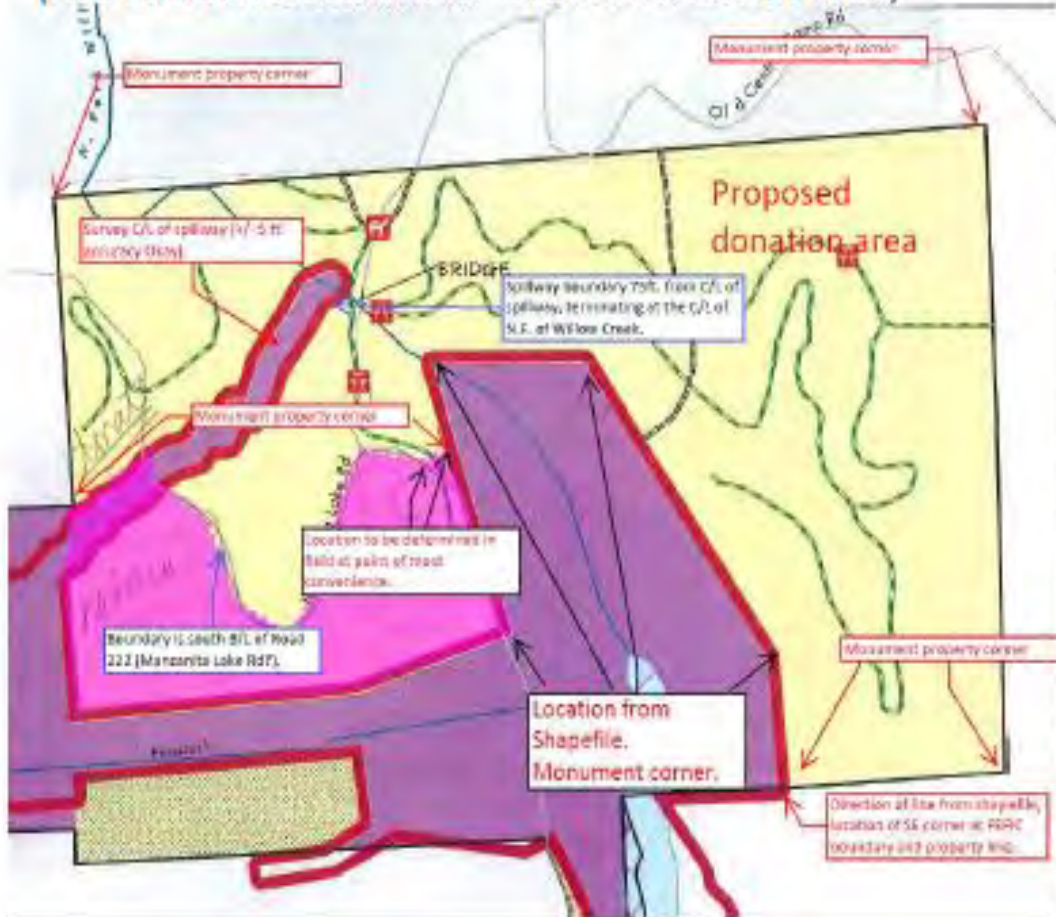 Monument property corner
Monument property corner
Proposed
donation area
Survey C/L of spillway (+/- 5 ft
accuracy Okay).
BRIDGE
Spillway boundary 75ft. from C/L of
spillway, terminating at the C/L of
N.F. of Willow Creek.
Monument property corner
Lake Rd
Location to be determined in
field at point of most
convenience.
Boundary is south B/L of Road
222 (Manzanita Lake Rd?).
Monument property corner
Location from
Shapefile.
Monument corner.
Project
Direction of line from shapefile,
location of SE corner at FERC
boundary and property line.